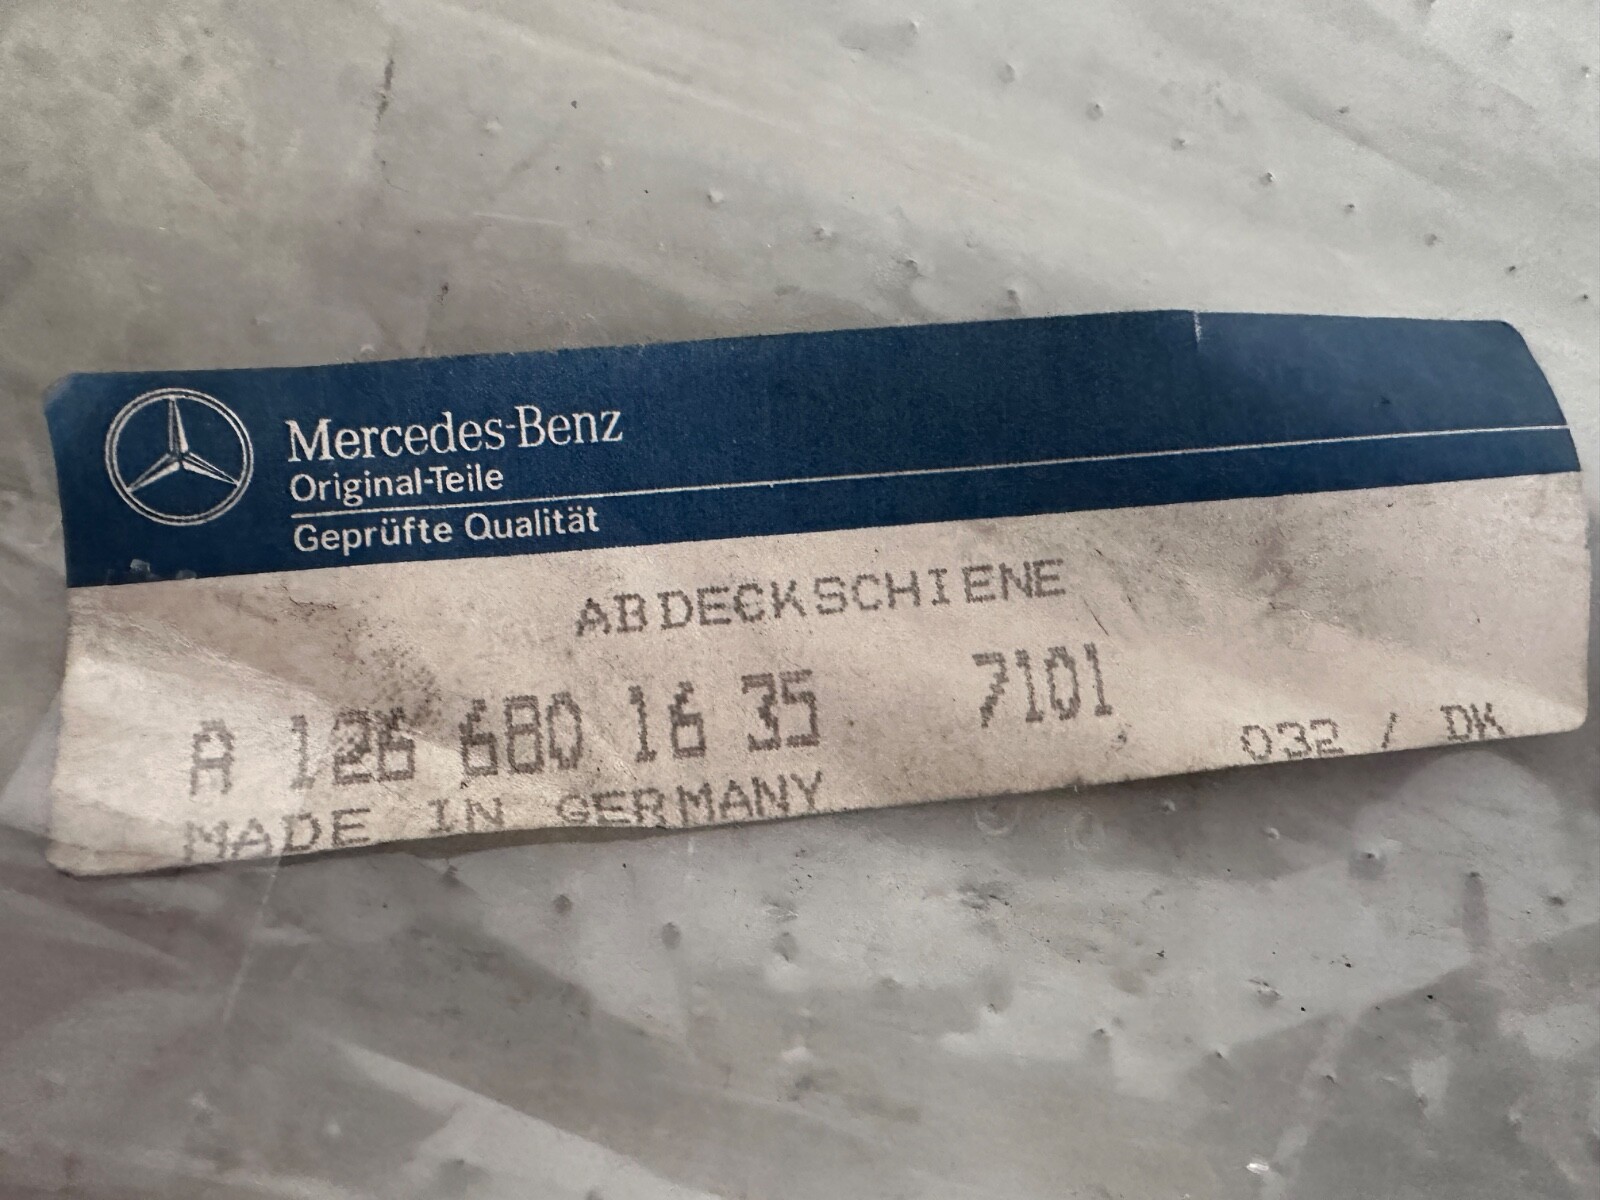 Mercedes-Benz
Original-Teile
Geprüfte Qualität
ABDECKSCHIENE
A 126 680 16 35 7101
032 / DK
MADE IN GERMANY